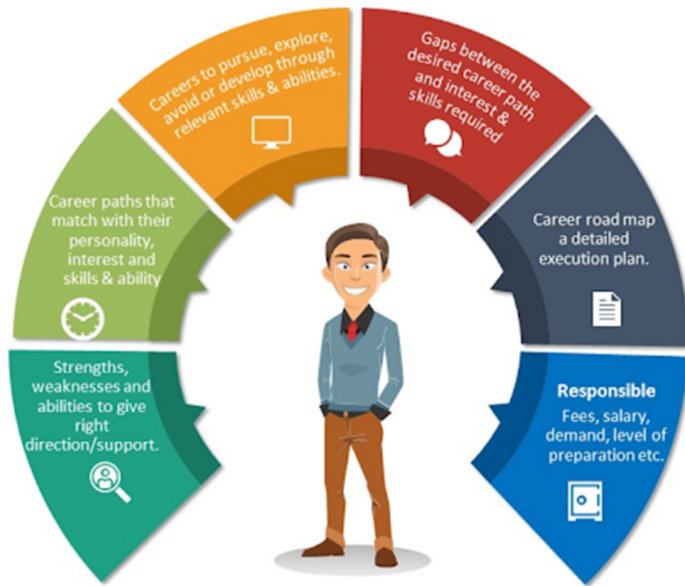 Strengths,
weaknesses and
abilities to give
right
direction/support.
Career paths that
match with their
personality,
interest and
skills & ability
Careers to pursue, explore,
avoid or develop through
relevant skills & abilities.
Gaps between the
desired career path
and interest &
skills required
Career road map
a detailed
execution plan.
Responsible
Fees, salary,
demand, level of
preparation etc.